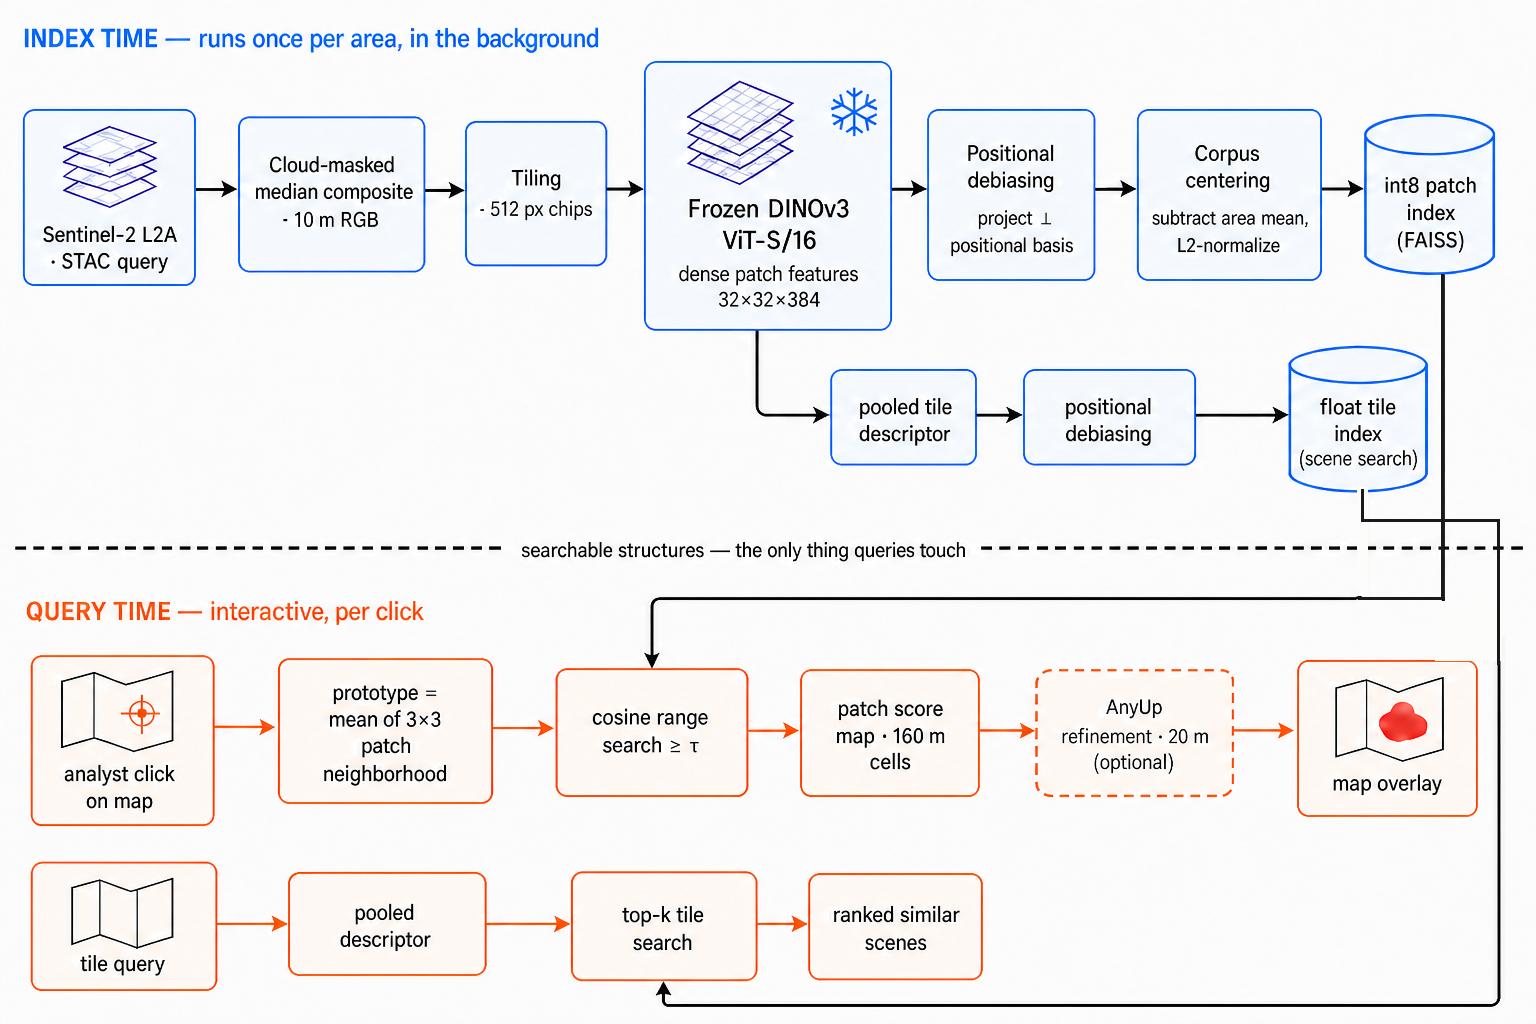 INDEX TIME — runs once per area, in the background
Sentinel-2 L2A
· STAC query
Cloud-masked
median composite
- 10 m RGB
Tiling
- 512 px chips
Frozen DINOv3
ViT-S/16
dense patch features
32×32×384
Positional
debiasing
project ⊥
positional basis
Corpus
centering
subtract area mean,
L2-normalize
int8 patch
index
(FAISS)
pooled tile
descriptor
positional
debiasing
float tile
index
(scene search)
searchable structures — the only thing queries touch
QUERY TIME — interactive, per click
analyst click
on map
prototype =
mean of 3×3
patch
neighborhood
cosine range
search ≥ τ
patch score
map · 160 m
cells
AnyUp
refinement · 20 m
(optional)
map overlay
tile query
pooled
descriptor
top-k tile
search
ranked similar
scenes